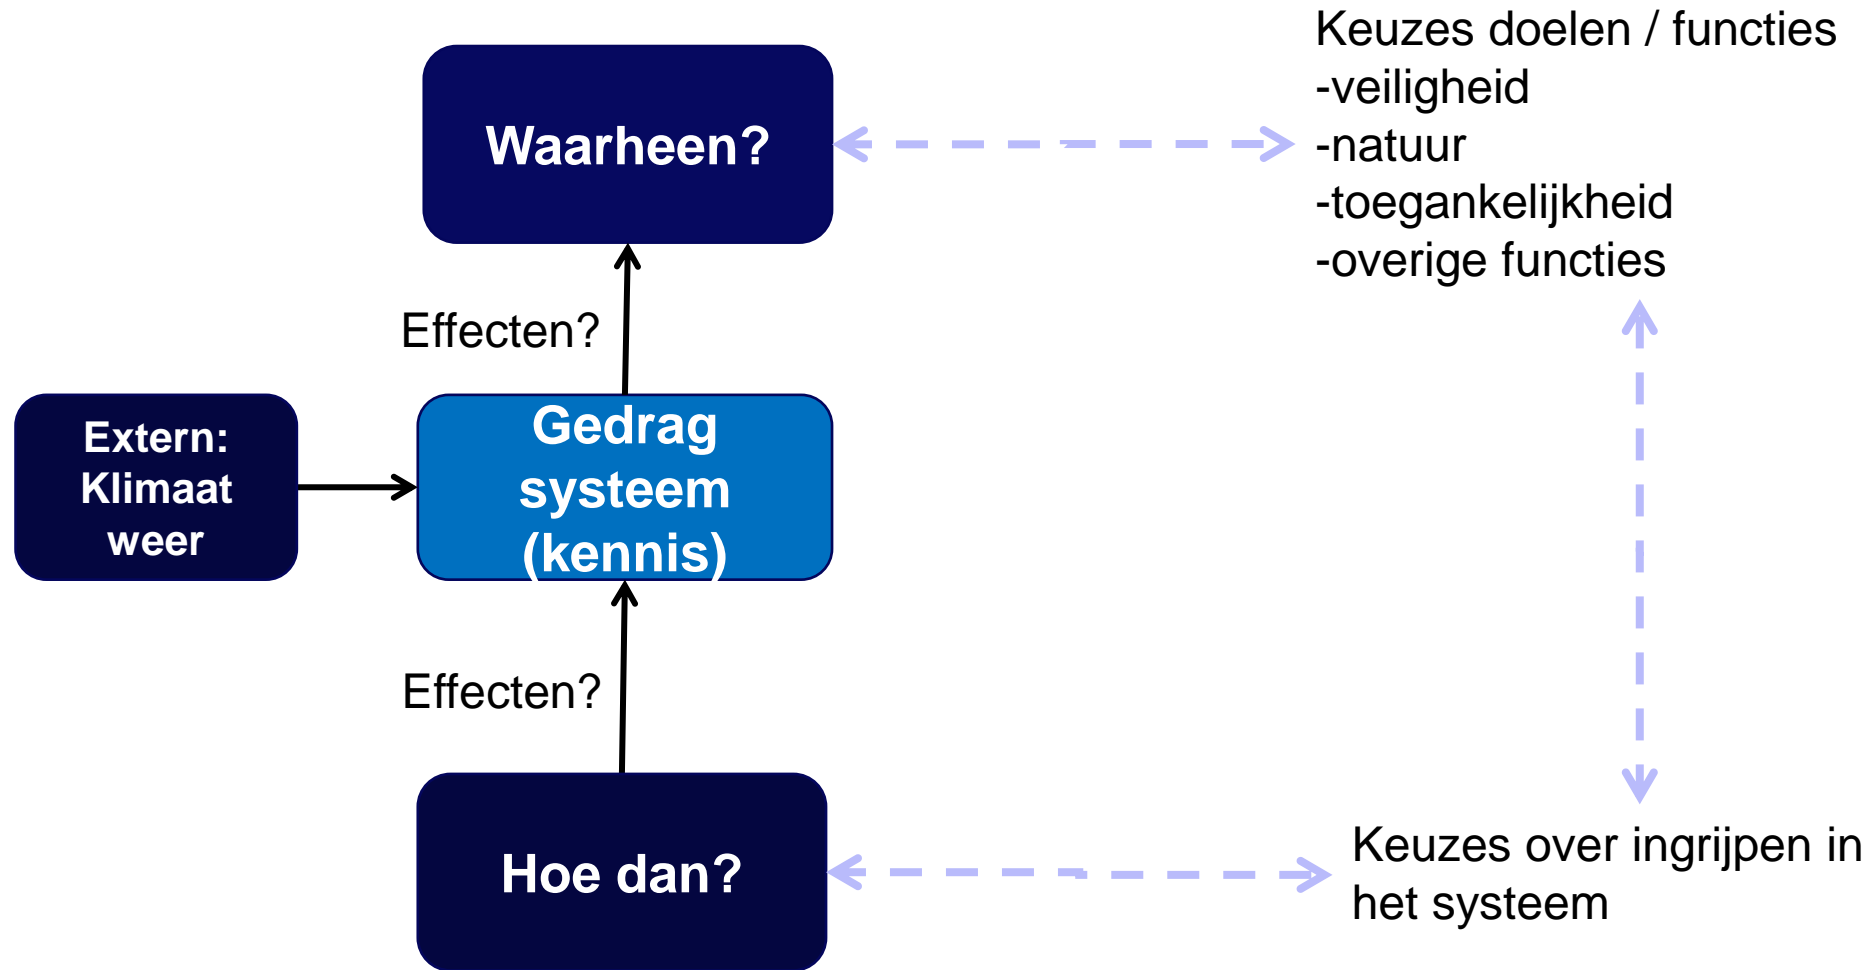 Keuzes doelen / functies
-veiligheid
-natuur
-toegankelijkheid
-overige functies
Waarheen?
Effecten?
Extern:
Klimaat
weer
Gedrag
systeem
(kennis)
Effecten?
Hoe dan?
Keuzes over ingrijpen in
het systeem